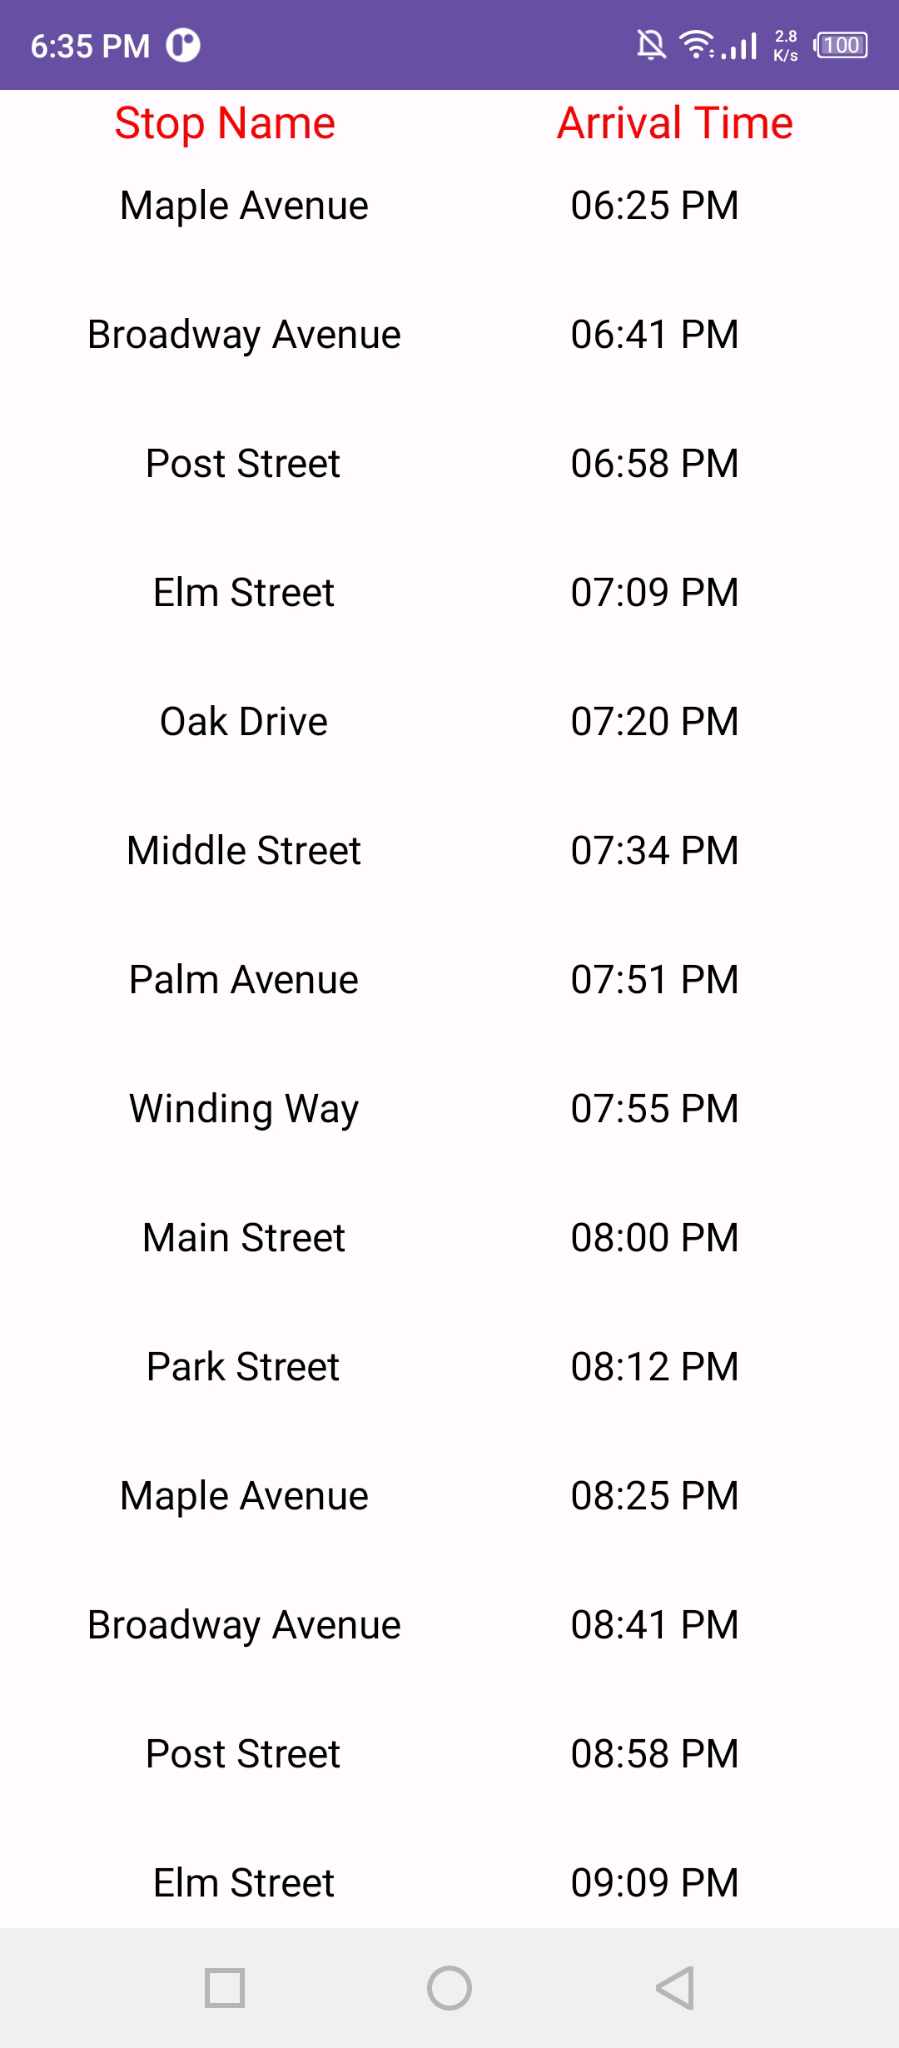 6:35 PM 2.8 K/s 100
Stop Name Arrival Time
Maple Avenue 06:25 PM
Broadway Avenue 06:41 PM
Post Street 06:58 PM
Elm Street 07:09 PM
Oak Drive 07:20 PM
Middle Street 07:34 PM
Palm Avenue 07:51 PM
Winding Way 07:55 PM
Main Street 08:00 PM
Park Street 08:12 PM
Maple Avenue 08:25 PM
Broadway Avenue 08:41 PM
Post Street 08:58 PM
Elm Street 09:09 PM